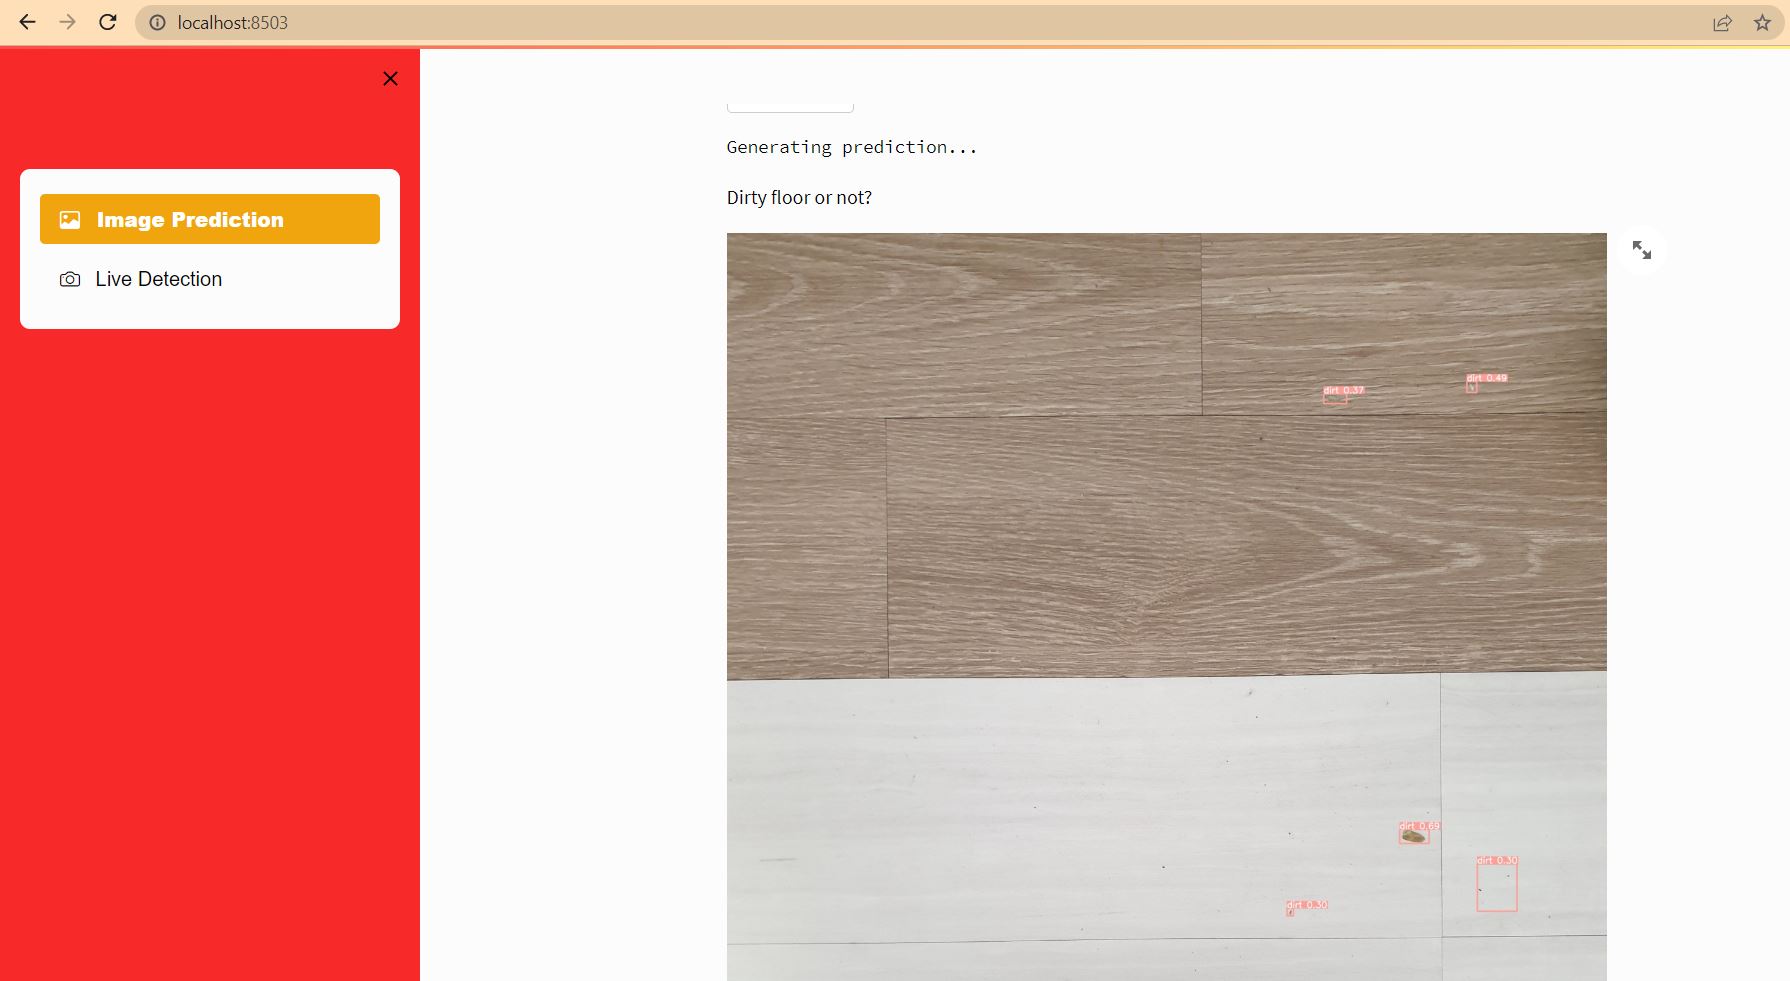 localhost:8503
Image Prediction
Live Detection
Generating prediction...
Dirty floor or not?
dirt 0.37
dirt 0.49
dirt 0.69
dirt 0.30
dirt 0.30